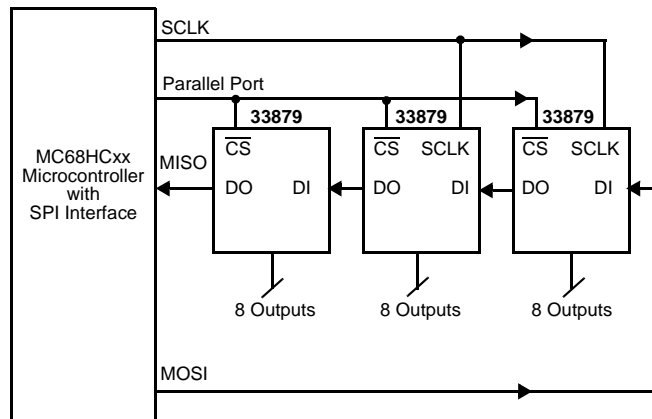 SCLK
Parallel Port
33879 33879 33879
MC68HCxx
Microcontroller
with
SPI Interface
CS CS SCLK CS SCLK
MISO
DO DI DO DI DO DI
8 Outputs 8 Outputs 8 Outputs
MOSI